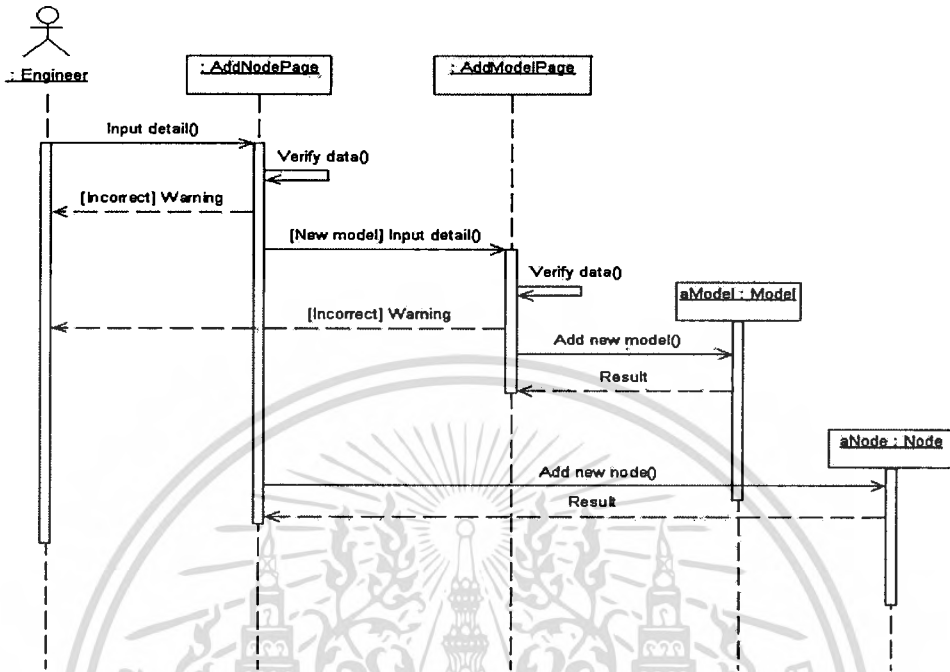 : Engineer
: AddNodePage
: AddModelPage
Input detail()
Verify data()
[Incorrect] Warning
[New model] Input detail()
Verify data()
aModel : Model
[Incorrect] Warning
Add new model()
Result
aNode : Node
Add new node()
Result